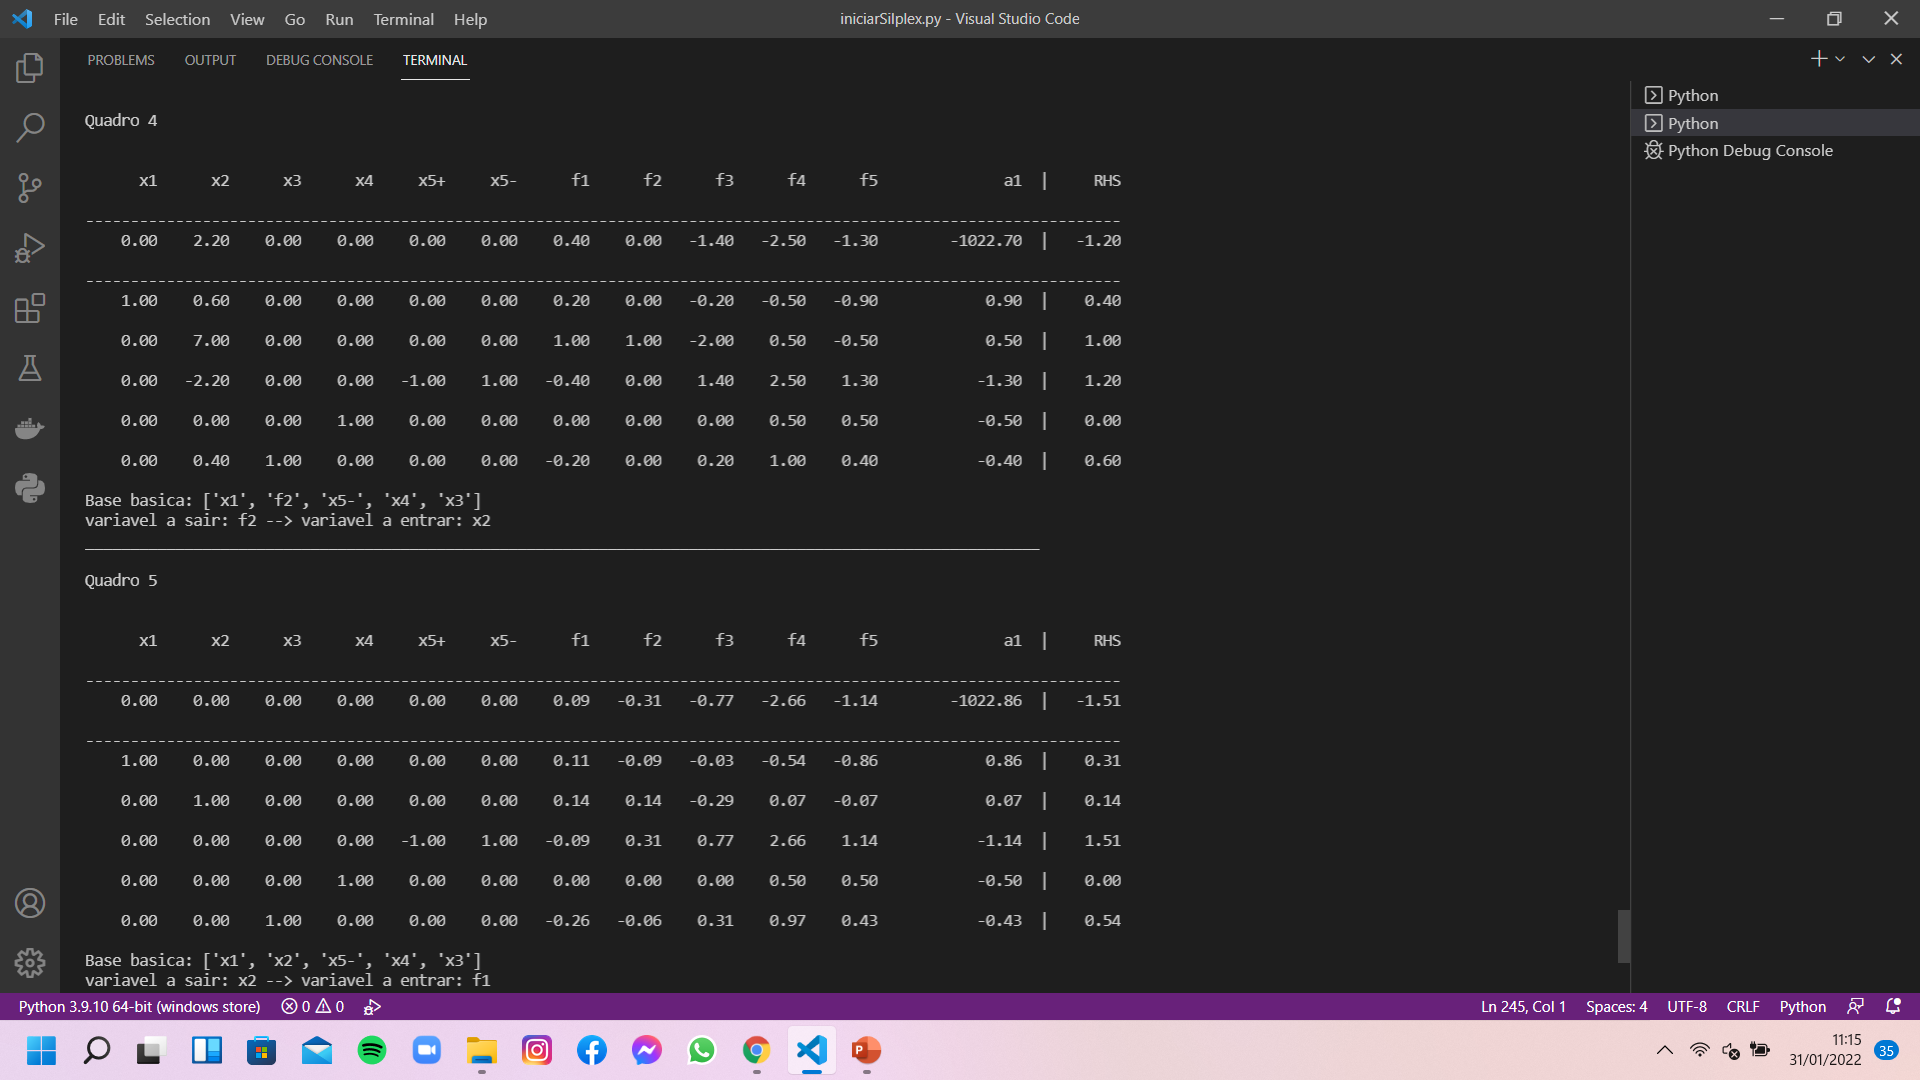 File Edit Selection View Go Run Terminal Help
iniciarSilplex.py - Visual Studio Code
PROBLEMS OUTPUT DEBUG CONSOLE TERMINAL
Python
Python
Python Debug Console
Quadro 4
x1 x2 x3 x4 x5+ x5- f1 f2 f3 f4 f5 a1 | RHS
0.00 2.20 0.00 0.00 0.00 0.00 0.40 0.00 -1.40 -2.50 -1.30 -1022.70 | -1.20
1.00 0.60 0.00 0.00 0.00 0.00 0.20 0.00 -0.20 -0.50 -0.90 0.90 | 0.40
0.00 7.00 0.00 0.00 0.00 0.00 1.00 1.00 -2.00 0.50 -0.50 0.50 | 1.00
0.00 -2.20 0.00 0.00 -1.00 1.00 -0.40 0.00 1.40 2.50 1.30 -1.30 | 1.20
0.00 0.00 0.00 1.00 0.00 0.00 0.00 0.00 0.00 0.50 0.50 -0.50 | 0.00
0.00 0.40 1.00 0.00 0.00 0.00 -0.20 0.00 0.20 1.00 0.40 -0.40 | 0.60
Base basica: ['x1', 'f2', 'x5-', 'x4', 'x3']
variavel a sair: f2 --> variavel a entrar: x2
Quadro 5
x1 x2 x3 x4 x5+ x5- f1 f2 f3 f4 f5 a1 | RHS
0.00 0.00 0.00 0.00 0.00 0.00 0.09 -0.31 -0.77 -2.66 -1.14 -1022.86 | -1.51
1.00 0.00 0.00 0.00 0.00 0.00 0.11 -0.09 -0.03 -0.54 -0.86 0.86 | 0.31
0.00 1.00 0.00 0.00 0.00 0.00 0.14 0.14 -0.29 0.07 -0.07 0.07 | 0.14
0.00 0.00 0.00 0.00 -1.00 1.00 -0.09 0.31 0.77 2.66 1.14 -1.14 | 1.51
0.00 0.00 0.00 1.00 0.00 0.00 0.00 0.00 0.00 0.50 0.50 -0.50 | 0.00
0.00 0.00 1.00 0.00 0.00 0.00 -0.26 -0.06 0.31 0.97 0.43 -0.43 | 0.54
Base basica: ['x1', 'x2', 'x5-', 'x4', 'x3']
variavel a sair: x2 --> variavel a entrar: f1
Python 3.9.10 64-bit (windows store) 0 0
Ln 245, Col 1 Spaces: 4 UTF-8 CRLF Python
11:15
31/01/2022
35